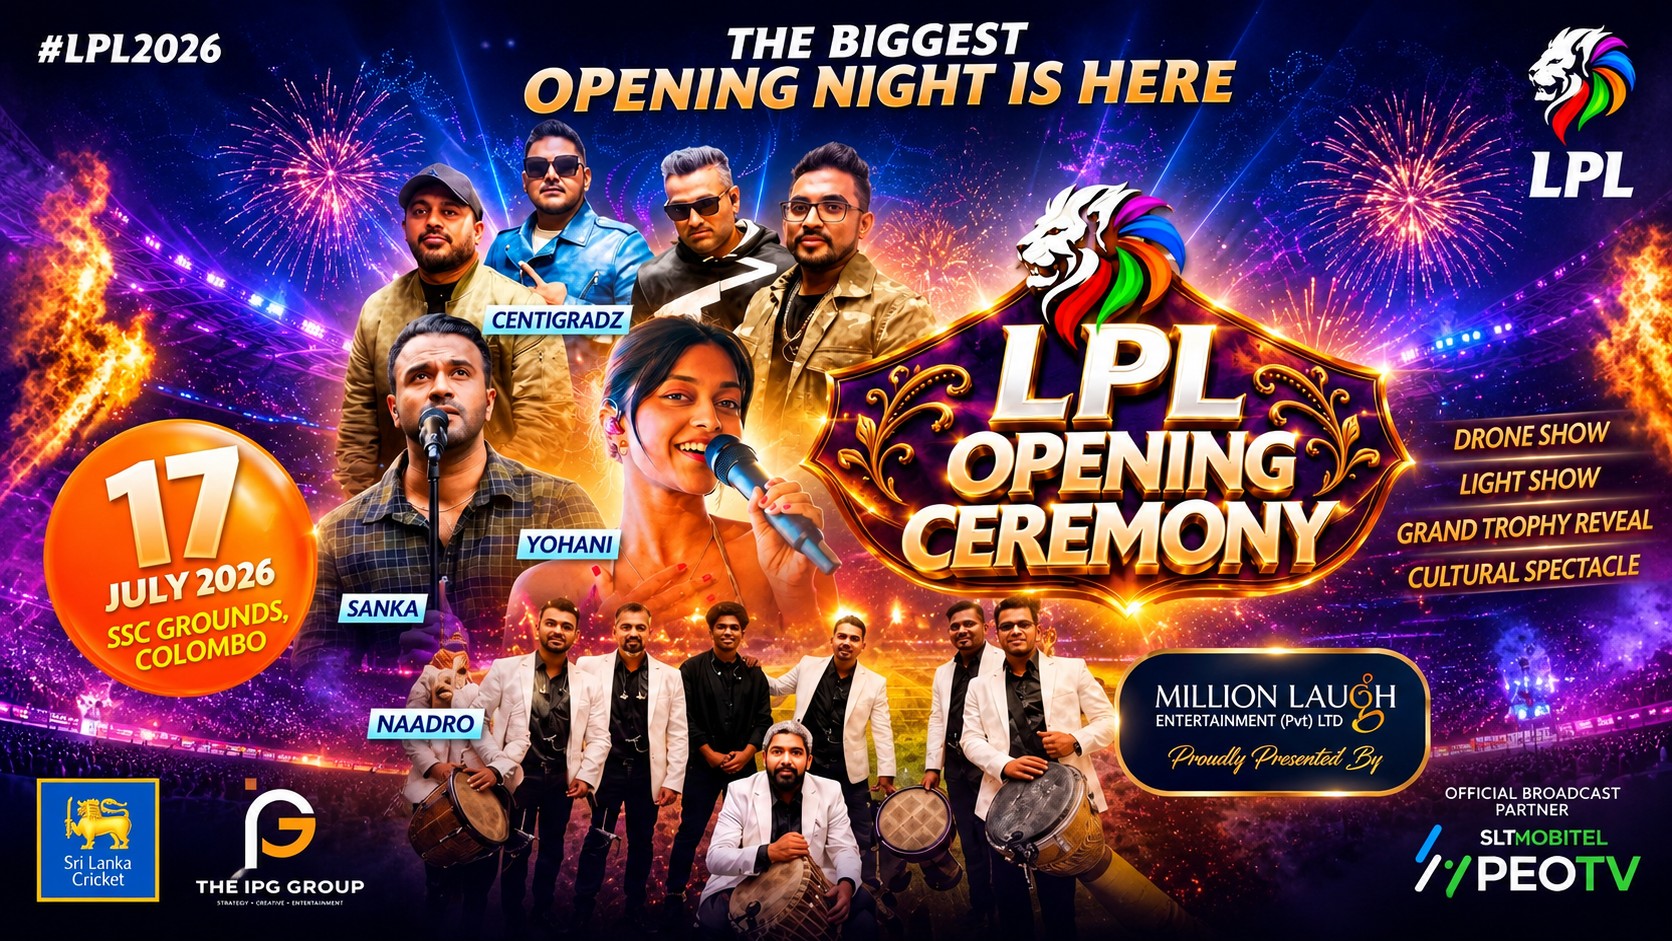 #LPL2026
THE BIGGEST
OPENING NIGHT IS HERE
LPL
CENTIGRADZ
LPL
OPENING
CEREMONY
DRONE SHOW
LIGHT SHOW
GRAND TROPHY REVEAL
CULTURAL SPECTACLE
17
JULY 2026
SSC GROUNDS,
COLOMBO
YOHANI
SANKA
NAADRO
MILLION LAUGH
ENTERTAINMENT (Pvt) LTD
Proudly Presented By
Sri Lanka
Cricket
THE IPG GROUP
STRATEGY • CREATIVE • ENTERTAINMENT
OFFICIAL BROADCAST
PARTNER
SLTMOBITEL
PEOTV